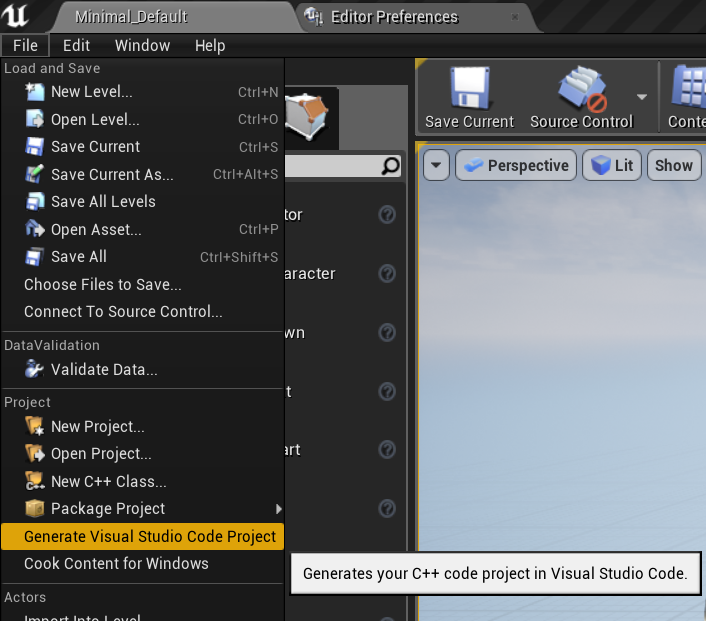 Minimal_Default
Editor Preferences
File Edit Window Help
Load and Save
New Level... Ctrl+N
Open Level... Ctrl+O
Save Current Ctrl+S
Save Current As... Ctrl+Alt+S
Save All Levels
Open Asset... Ctrl+P
Save All Ctrl+Shift+S
Choose Files to Save...
Connect To Source Control...
DataValidation
Validate Data...
Project
New Project...
Open Project...
New C++ Class...
Package Project
Generate Visual Studio Code Project
Cook Content for Windows
Actors
Import Into Level
tor
aracter
wn
t
art
Save Current Source Control Conte
Perspective Lit Show
Generates your C++ code project in Visual Studio Code.